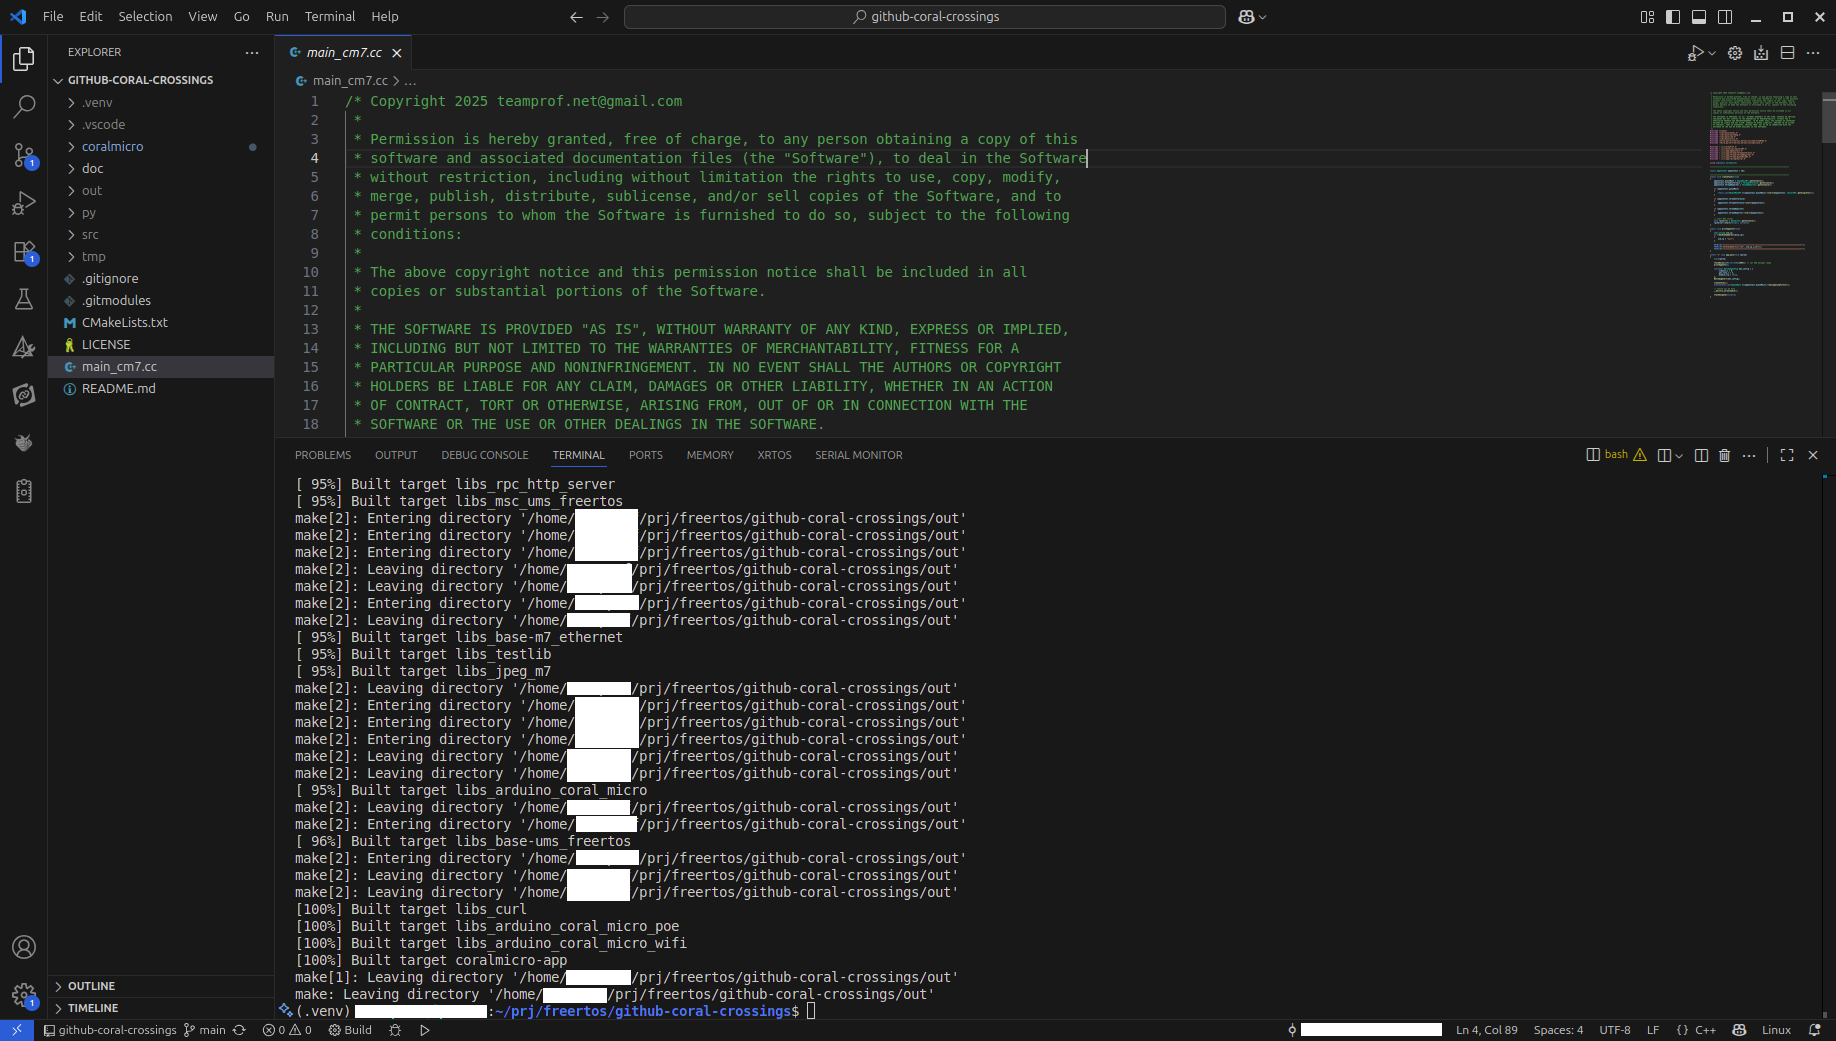 File Edit Selection View Go Run Terminal Help
github-coral-crossings
EXPLORER
GITHUB-CORAL-CROSSINGS
.venv
.vscode
coralmicro
doc
out
py
src
tmp
.gitignore
.gitmodules
CMakeLists.txt
LICENSE
main_cm7.cc
README.md
OUTLINE
TIMELINE
1
1
1
main_cm7.cc
main_cm7.cc > ...
1 /* Copyright 2025 teamprof.net@gmail.com
2 *
3 * Permission is hereby granted, free of charge, to any person obtaining a copy of this
4 * software and associated documentation files (the "Software"), to deal in the Software
5 * without restriction, including without limitation the rights to use, copy, modify,
6 * merge, publish, distribute, sublicense, and/or sell copies of the Software, and to
7 * permit persons to whom the Software is furnished to do so, subject to the following
8 * conditions:
9 *
10 * The above copyright notice and this permission notice shall be included in all
11 * copies or substantial portions of the Software.
12 *
13 * THE SOFTWARE IS PROVIDED "AS IS", WITHOUT WARRANTY OF ANY KIND, EXPRESS OR IMPLIED,
14 * INCLUDING BUT NOT LIMITED TO THE WARRANTIES OF MERCHANTABILITY, FITNESS FOR A
15 * PARTICULAR PURPOSE AND NONINFRINGEMENT. IN NO EVENT SHALL THE AUTHORS OR COPYRIGHT
16 * HOLDERS BE LIABLE FOR ANY CLAIM, DAMAGES OR OTHER LIABILITY, WHETHER IN AN ACTION
17 * OF CONTRACT, TORT OR OTHERWISE, ARISING FROM, OUT OF OR IN CONNECTION WITH THE
18 * SOFTWARE OR THE USE OR OTHER DEALINGS IN THE SOFTWARE.
PROBLEMS OUTPUT DEBUG CONSOLE TERMINAL PORTS MEMORY XRTOS SERIAL MONITOR
bash
[ 95%] Built target libs_rpc_http_server
[ 95%] Built target libs_msc_ums_freertos
make[2]: Entering directory '/home/ /prj/freertos/github-coral-crossings/out'
make[2]: Entering directory '/home/ /prj/freertos/github-coral-crossings/out'
make[2]: Entering directory '/home/ /prj/freertos/github-coral-crossings/out'
make[2]: Leaving directory '/home/ /prj/freertos/github-coral-crossings/out'
make[2]: Leaving directory '/home/ /prj/freertos/github-coral-crossings/out'
make[2]: Entering directory '/home/ /prj/freertos/github-coral-crossings/out'
make[2]: Leaving directory '/home/ /prj/freertos/github-coral-crossings/out'
[ 95%] Built target libs_base-m7_ethernet
[ 95%] Built target libs_testlib
[ 95%] Built target libs_jpeg_m7
make[2]: Leaving directory '/home/ /prj/freertos/github-coral-crossings/out'
make[2]: Entering directory '/home/ /prj/freertos/github-coral-crossings/out'
make[2]: Entering directory '/home/ /prj/freertos/github-coral-crossings/out'
make[2]: Entering directory '/home/ /prj/freertos/github-coral-crossings/out'
make[2]: Leaving directory '/home/ /prj/freertos/github-coral-crossings/out'
make[2]: Leaving directory '/home/ /prj/freertos/github-coral-crossings/out'
[ 95%] Built target libs_arduino_coral_micro
make[2]: Leaving directory '/home/ /prj/freertos/github-coral-crossings/out'
make[2]: Entering directory '/home/ /prj/freertos/github-coral-crossings/out'
[ 96%] Built target libs_base-ums_freertos
make[2]: Entering directory '/home/ /prj/freertos/github-coral-crossings/out'
make[2]: Leaving directory '/home/ /prj/freertos/github-coral-crossings/out'
make[2]: Leaving directory '/home/ /prj/freertos/github-coral-crossings/out'
[100%] Built target libs_curl
[100%] Built target libs_arduino_coral_micro_poe
[100%] Built target libs_arduino_coral_micro_wifi
[100%] Built target coralmicro-app
make[1]: Leaving directory '/home/ /prj/freertos/github-coral-crossings/out'
make: Leaving directory '/home/ /prj/freertos/github-coral-crossings/out'
(.venv) :~/prj/freertos/github-coral-crossings$
github-coral-crossings main 0 0 Build Ln 4, Col 89 Spaces: 4 UTF-8 LF {} C++ Linux